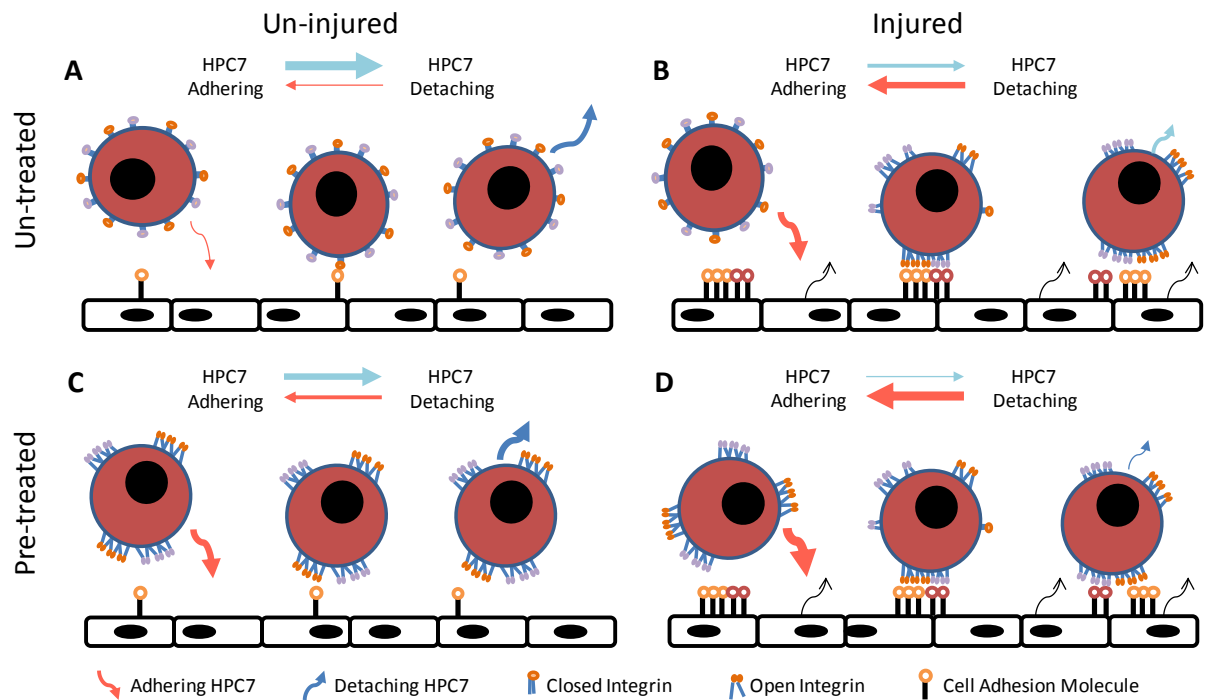 Un-injured
Injured
Un-treated
A
HPC7
Adhering
HPC7
Detaching
B
HPC7
Adhering
HPC7
Detaching
Pre-treated
C
HPC7
Adhering
HPC7
Detaching
D
HPC7
Adhering
HPC7
Detaching
Adhering HPC7
Detaching HPC7
Closed Integrin
Open Integrin
Cell Adhesion Molecule